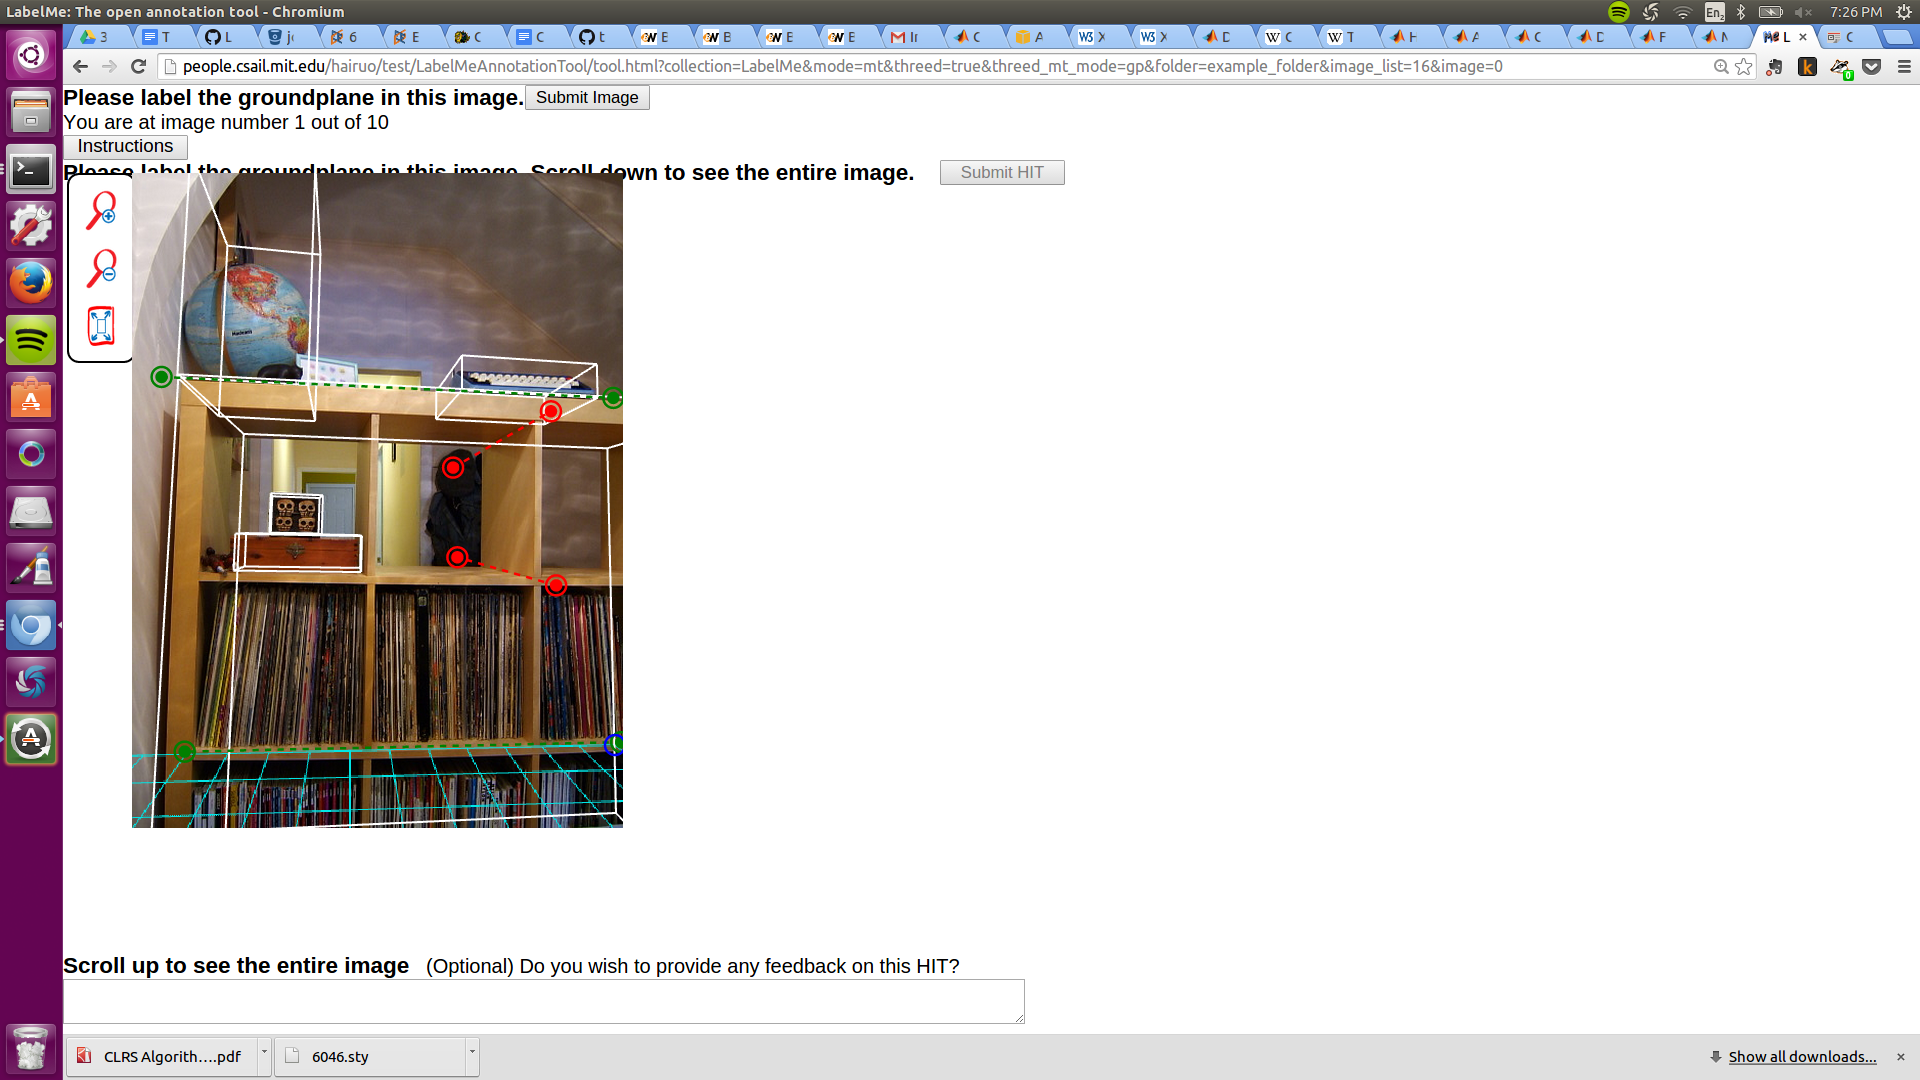 LabelMe: The open annotation tool - Chromium
En₂
7:26 PM
3
T
L
6
E
C
C
t
E
B
E
E
C
A
X
X
D
C
T
H
A
C
D
F
L
C
people.csail.mit.edu/hairuo/test/LabelMeAnnotationTool/tool.html?collection=LabelMe&mode=mt&threed=true&threed_mt_mode=gp&folder=example_folder&image_list=16&image=0
Please label the groundplane in this image.
Submit Image
You are at image number 1 out of 10
Instructions
Please label the groundplane in this image. Scroll down to see the entire image.
Submit HIT
Scroll up to see the entire image
(Optional) Do you wish to provide any feedback on this HIT?
CLRS Algorith....pdf
6046.sty
Show all downloads...